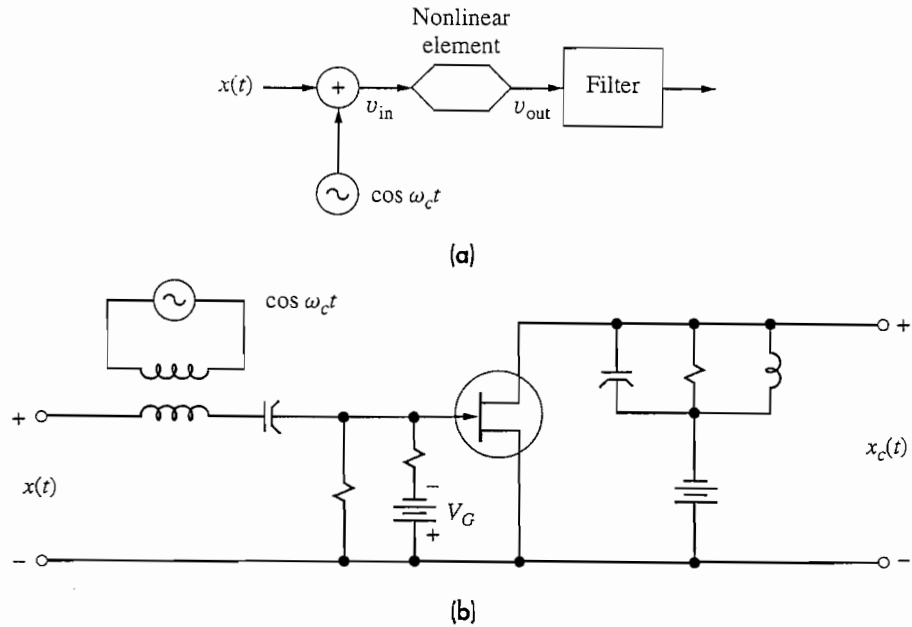 Nonlinear
element
x(t)
+
v_in
v_out
Filter
~
cos ω_c t
(a)
~
cos ω_c t
+
+
x(t)
−
V_G
+
x_c(t)
−
−
(b)